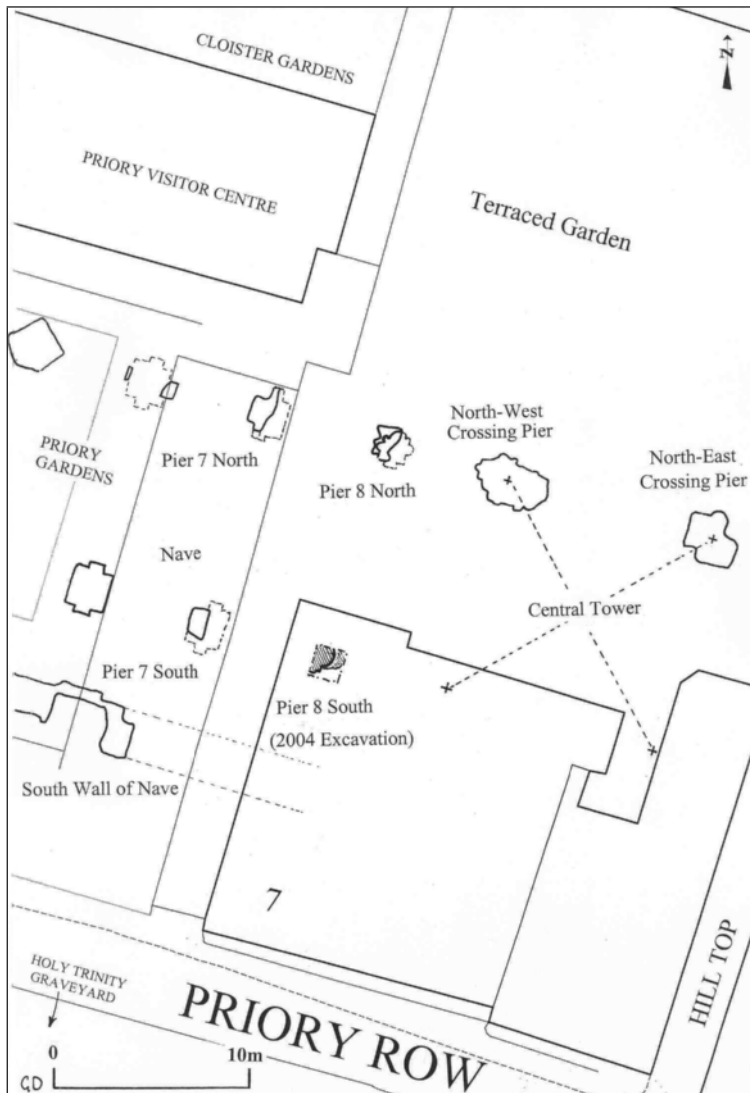 CLOISTER GARDENS
N
PRIORY VISITOR CENTRE
Terraced Garden
North-West
Crossing Pier
North-East
Crossing Pier
PRIORY
GARDENS
Pier 7 North
Pier 8 North
Nave
Central Tower
Pier 7 South
Pier 8 South
(2004 Excavation)
South Wall of Nave
7
HILL TOP
HOLY TRINITY
GRAVEYARD
PRIORY ROW
0 10m
GD